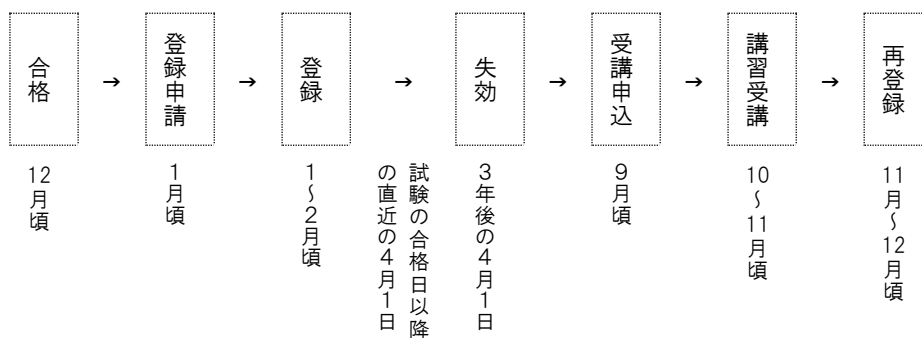 合格
→
登録申請
→
登録
→
失効
→
受講申込
→
講習受講
→
再登録
12月頃
1月頃
1～2月頃
試験の合格日以降
の直近の4月1日
3年後の4月1日
9月頃
10～11月頃
11月～12月頃